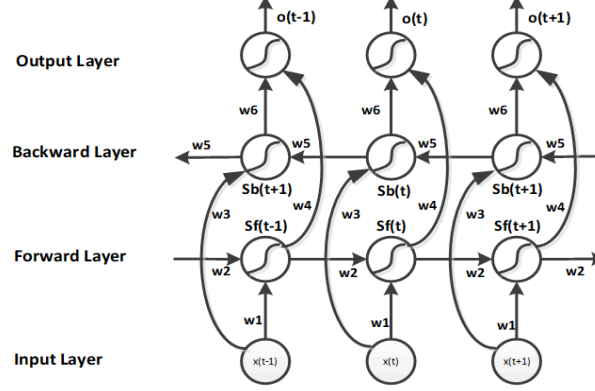 o(t-1) o(t) o(t+1)
Output Layer
w6 w6 w6
w5 w5 w5 w5
Backward Layer
Sb(t+1) Sb(t) Sb(t+1)
w3 w4 w3 w4 w3 w4
Sf(t-1) Sf(t) Sf(t+1)
Forward Layer
w2 w2 w2 w2
w1 w1 w1
Input Layer x(t-1) x(t) x(t+1)